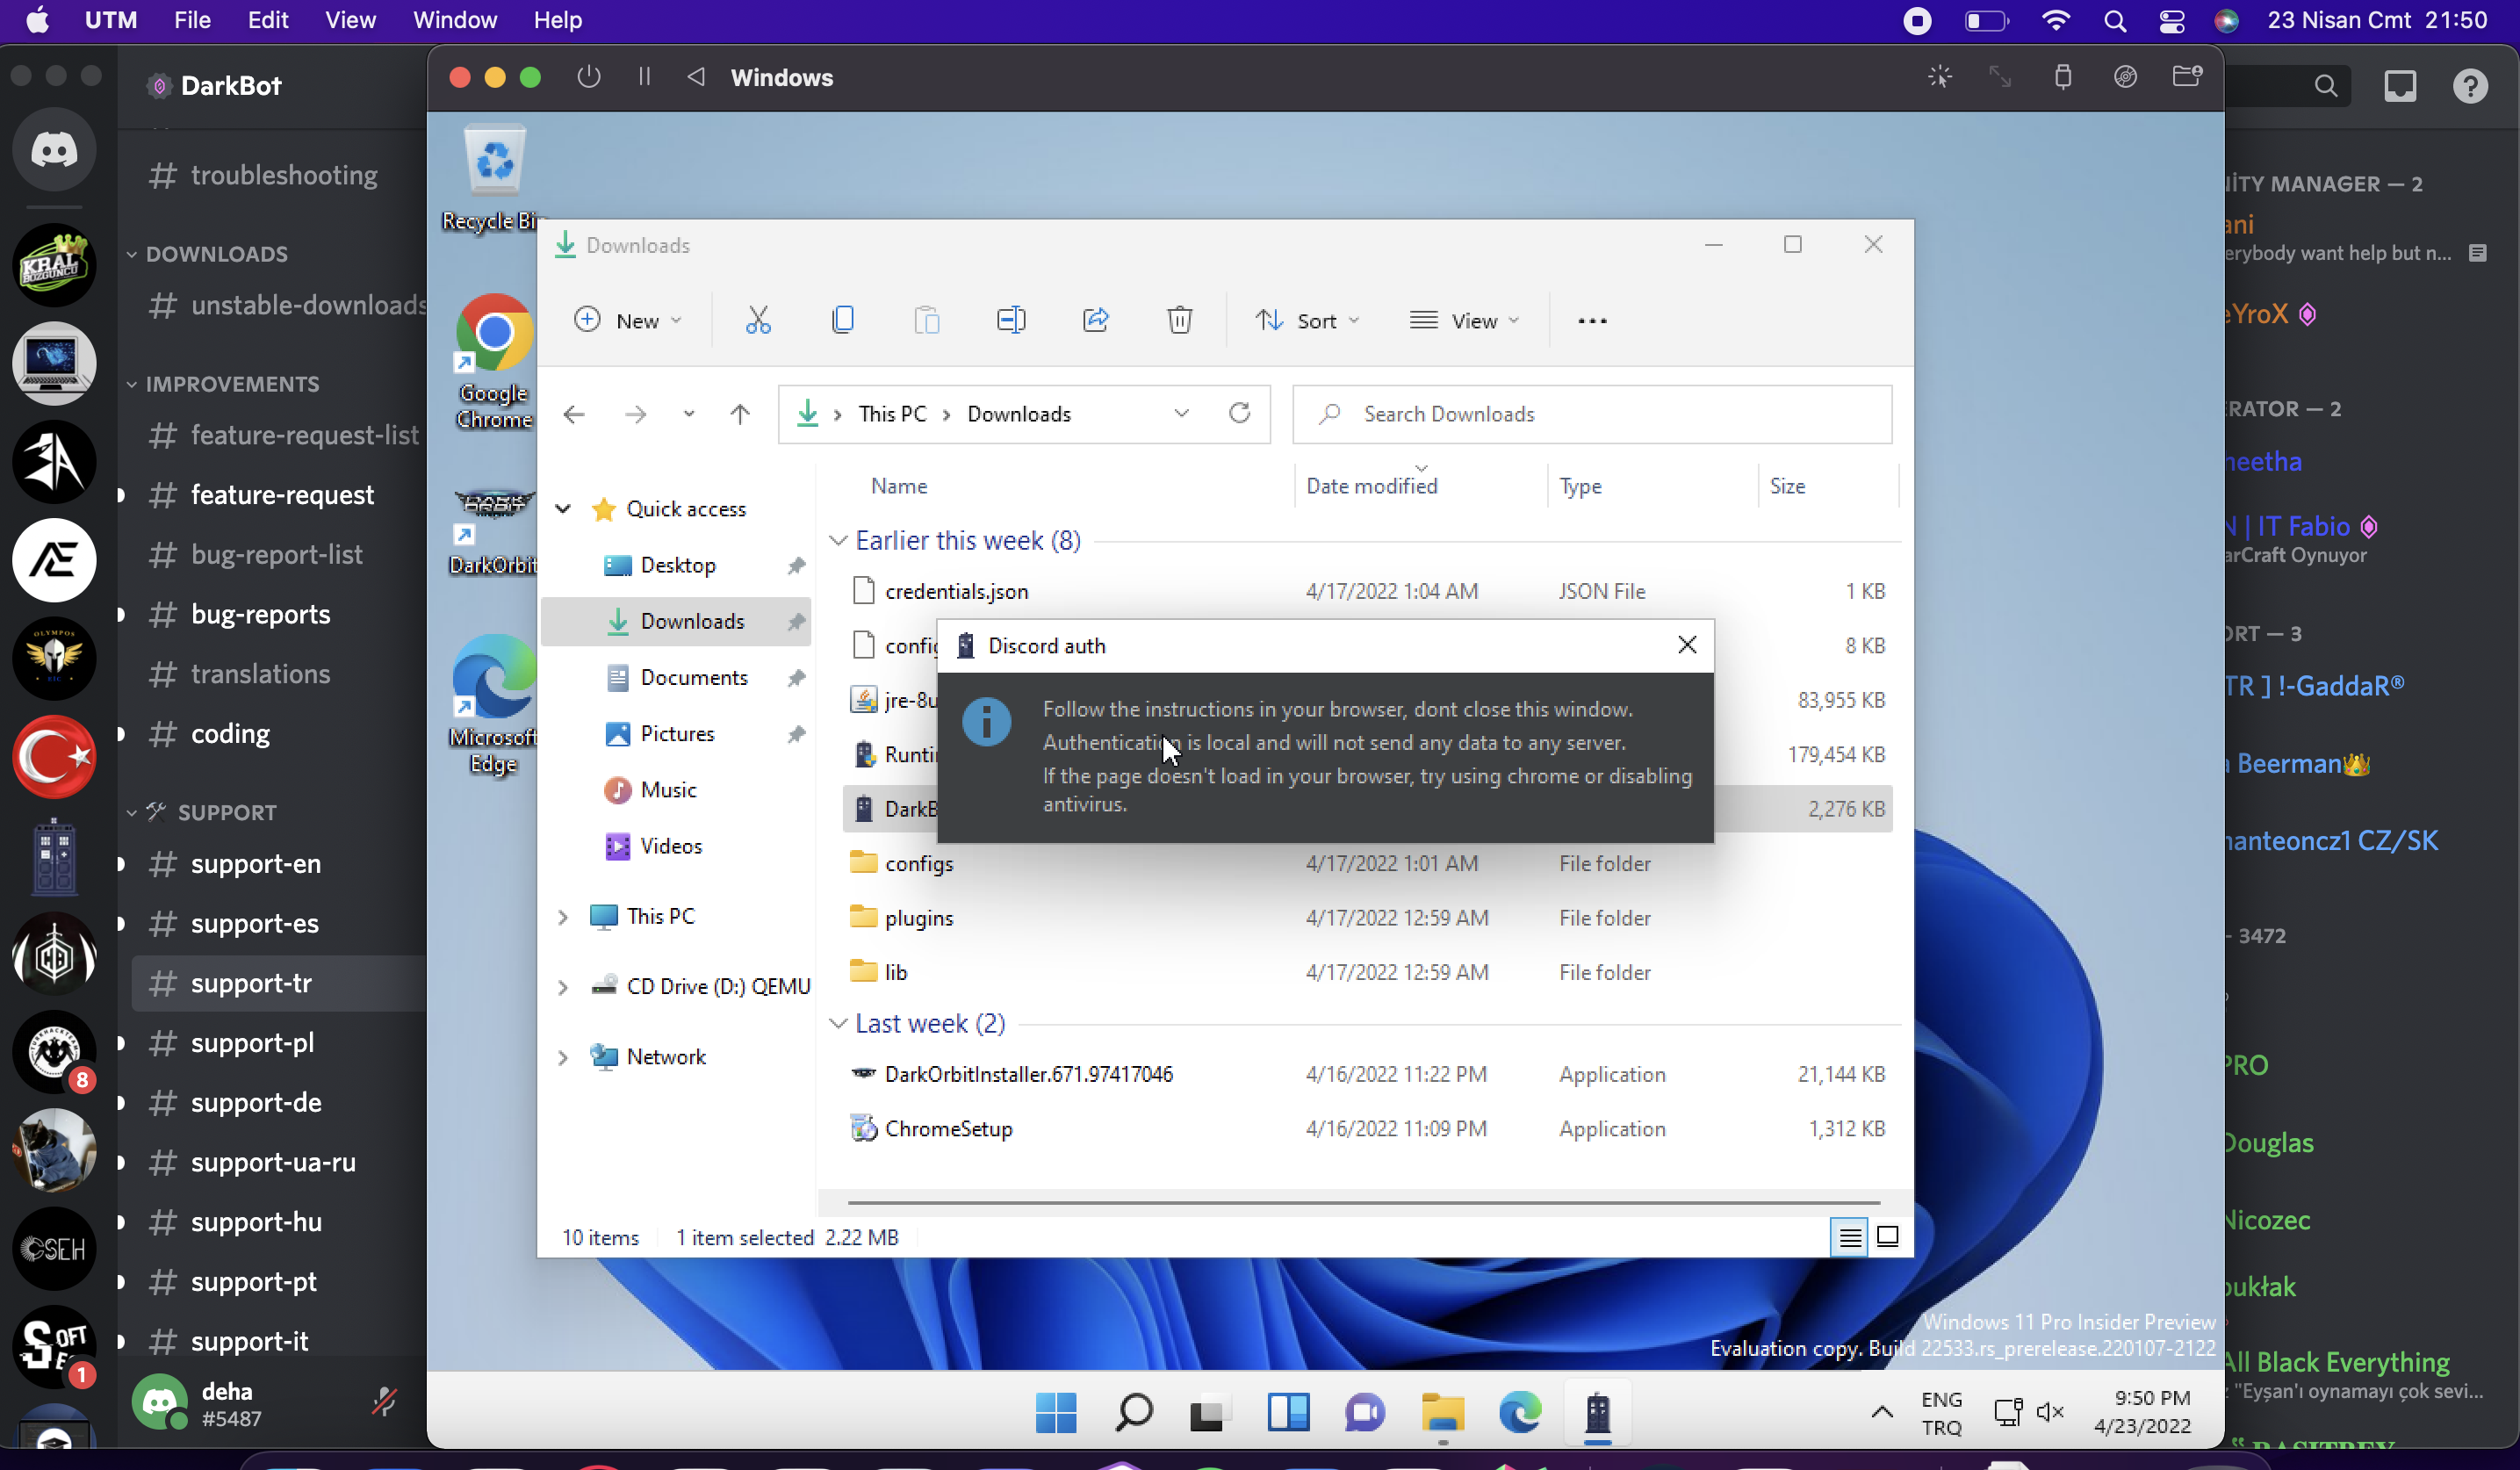 UTM File Edit View Window Help
23 Nisan Cmt 21:50
DarkBot
troubleshooting
DOWNLOADS
unstable-downloads
IMPROVEMENTS
feature-request-list
feature-request
bug-report-list
bug-reports
translations
coding
SUPPORT
support-en
support-es
support-tr
support-pl
support-de
support-ua-ru
support-hu
support-pt
support-it
deha
#5487
KRAL
BOZGUNCU
OLYMPOS
8
CSEH
SOFT
1
Windows
Recycle Bin
Google
Chrome
DarkOrbit
Microsoft
Edge
Downloads
New
Sort
View
This PC
Downloads
Search Downloads
Name
Date modified
Type
Size
Quick access
Desktop
Downloads
Documents
Pictures
Music
Videos
This PC
CD Drive (D:) QEMU
Network
Earlier this week (8)
credentials.json 4/17/2022 1:04 AM JSON File 1 KB
config 8 KB
jre-8u 83,955 KB
Runti 179,454 KB
DarkB 2,276 KB
configs 4/17/2022 1:01 AM File folder
plugins 4/17/2022 12:59 AM File folder
lib 4/17/2022 12:59 AM File folder
Last week (2)
DarkOrbitInstaller.671.97417046 4/16/2022 11:22 PM Application 21,144 KB
ChromeSetup 4/16/2022 11:09 PM Application 1,312 KB
10 items 1 item selected 2.22 MB
Discord auth
Follow the instructions in your browser, dont close this window.
Authentication is local and will not send any data to any server.
If the page doesn't load in your browser, try using chrome or disabling
antivirus.
Windows 11 Pro Insider Preview
Evaluation copy. Build 22533.rs_prerelease.220107-2122
ENG
TRQ
9:50 PM
4/23/2022
İTY MANAGER — 2
ani
erybody want help but n...
eYroX
ERATOR — 2
neetha
N | IT Fabio
arCraft Oynuyor
ORT — 3
TR ] !-GaddaR®
a Beerman👑
nanteoncz1 CZ/SK
- 3472
PRO
Douglas
Nicozec
oukłak
All Black Everything
"Eyşan'ı oynamayı çok sevi...